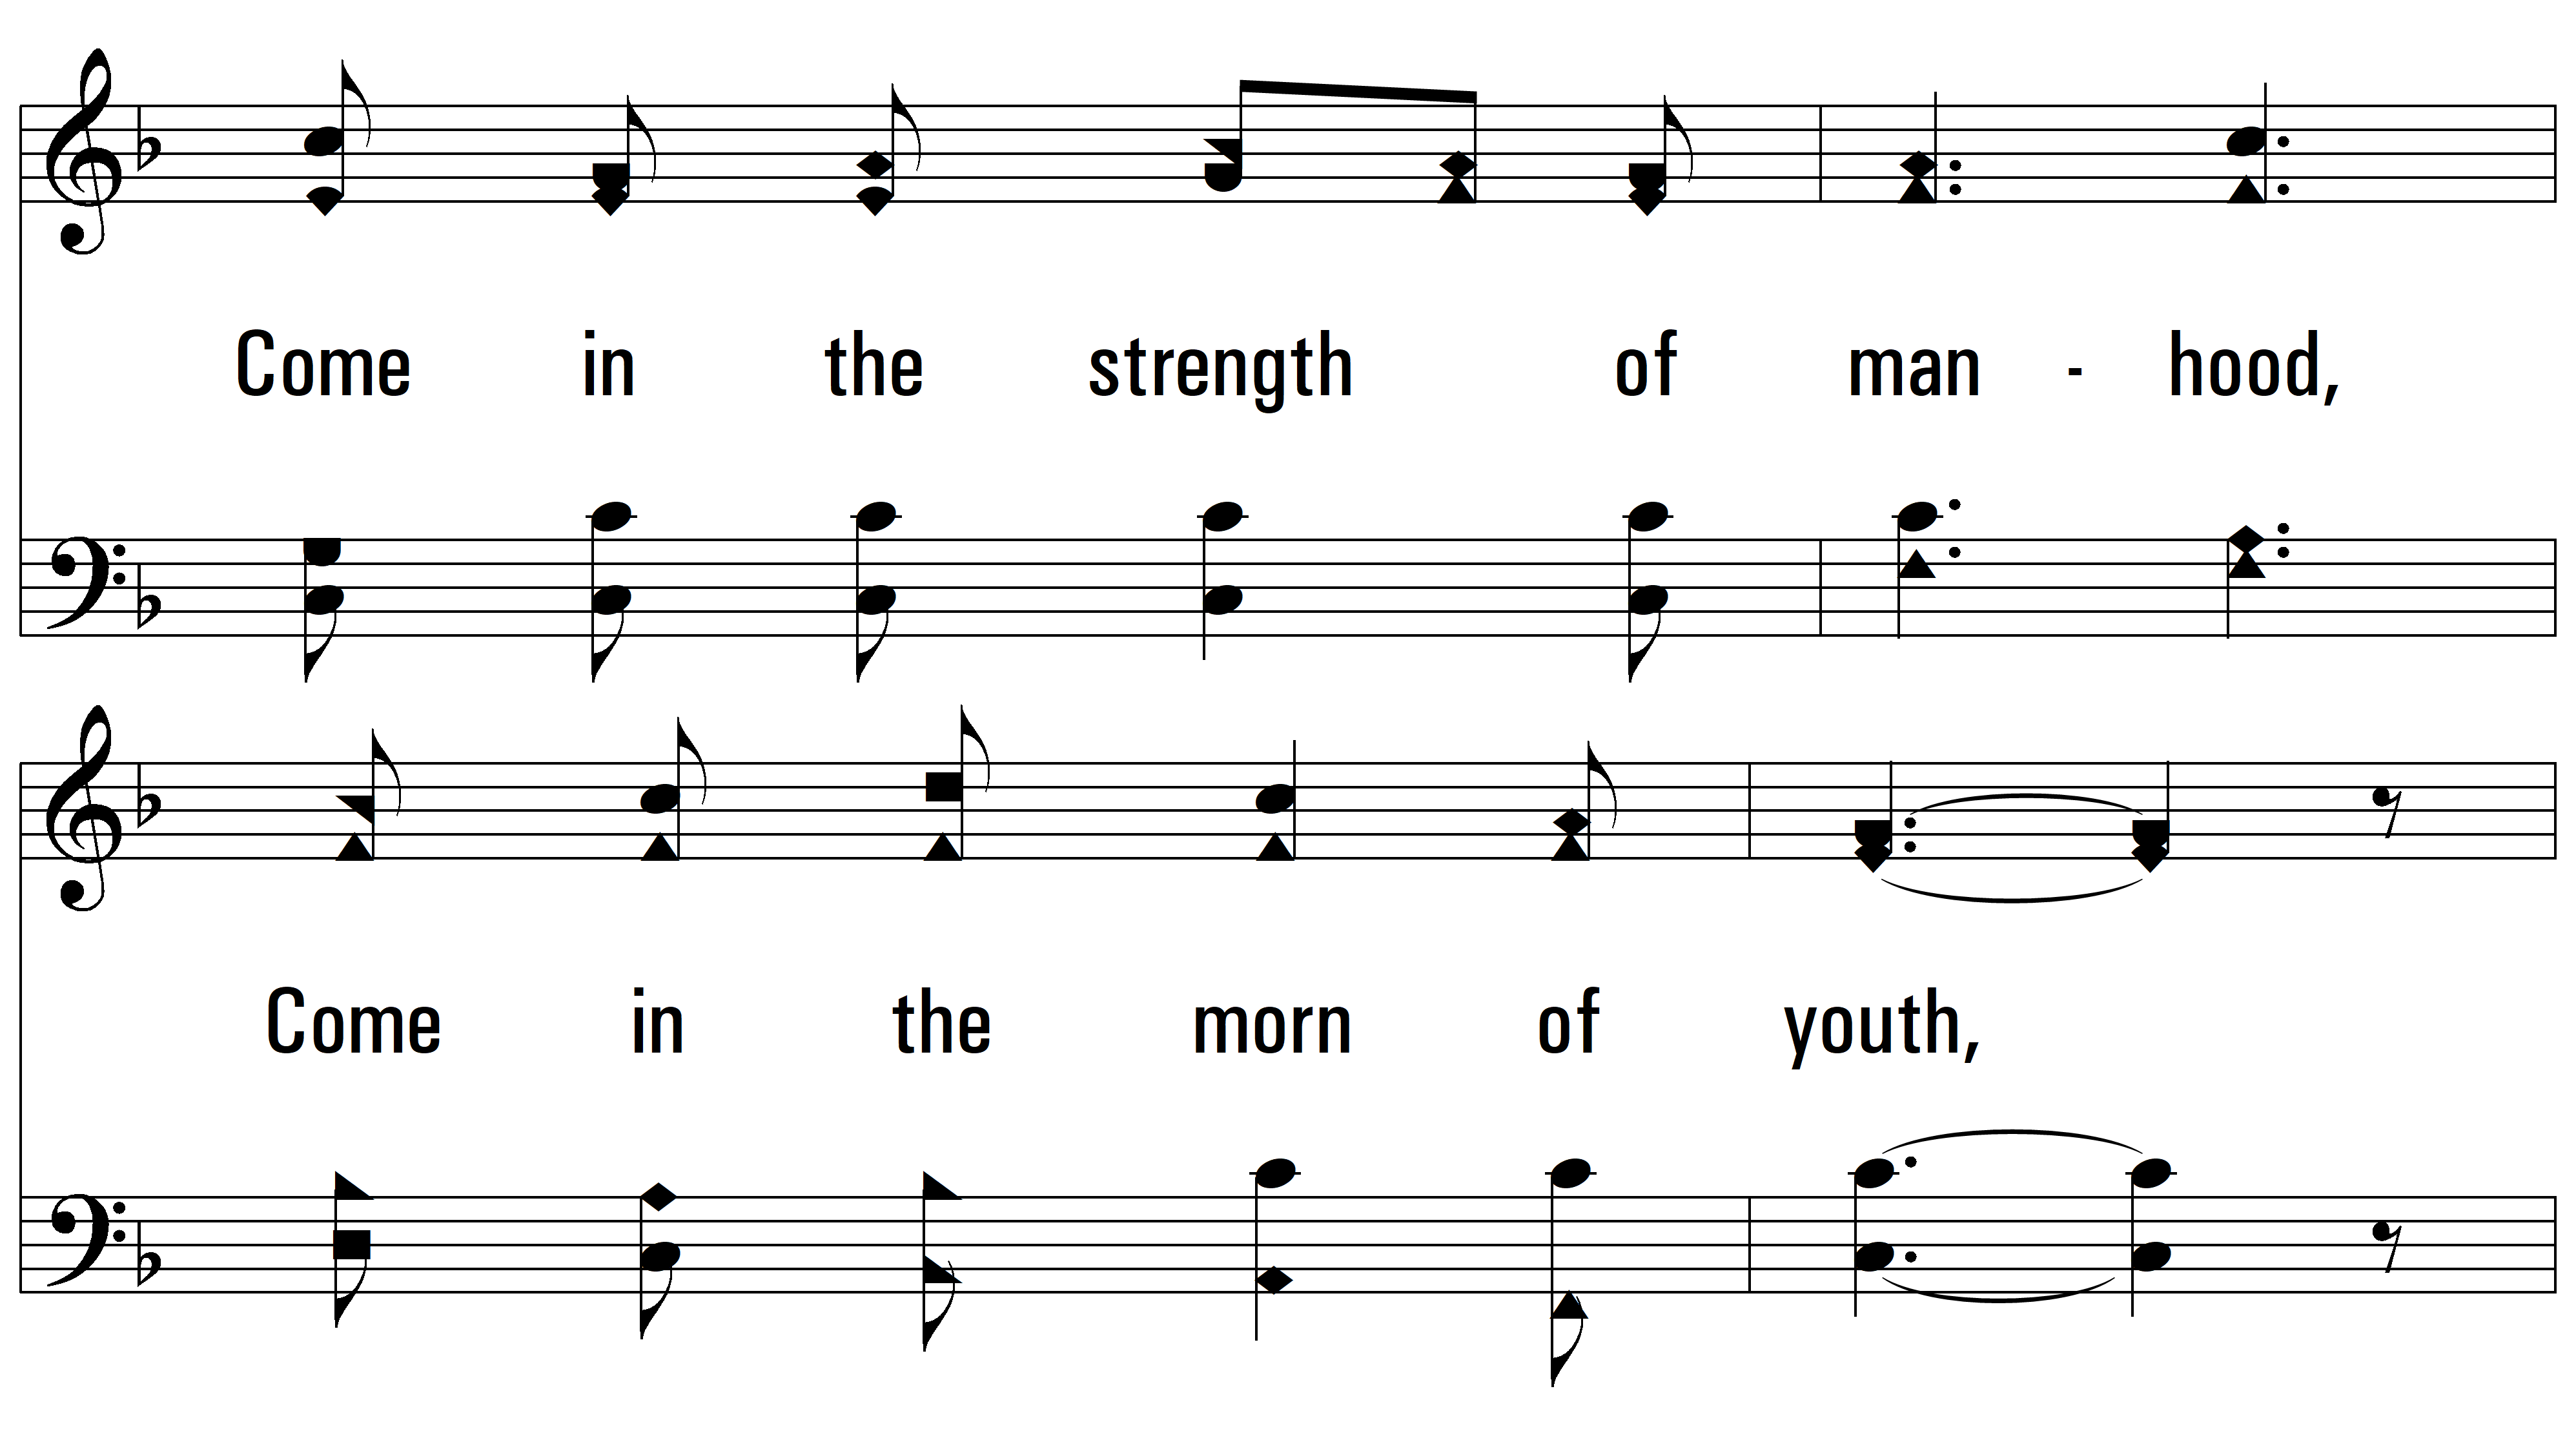 Come in the strength of man - hood,
Come in the morn of youth,